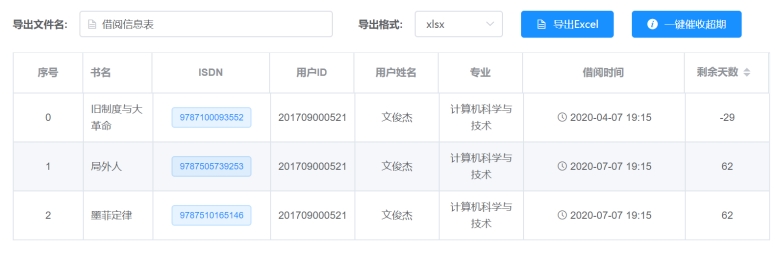 导出文件名: 借阅信息表 导出格式: xlsx 导出Excel 一键催收超期
序号 书名 ISDN 用户ID 用户姓名 专业 借阅时间 剩余天数
0 旧制度与大革命 9787100093552 201709000521 文俊杰 计算机科学与技术 2020-04-07 19:15 -29
1 局外人 9787505739253 201709000521 文俊杰 计算机科学与技术 2020-07-07 19:15 62
2 墨菲定律 9787510165146 201709000521 文俊杰 计算机科学与技术 2020-07-07 19:15 62